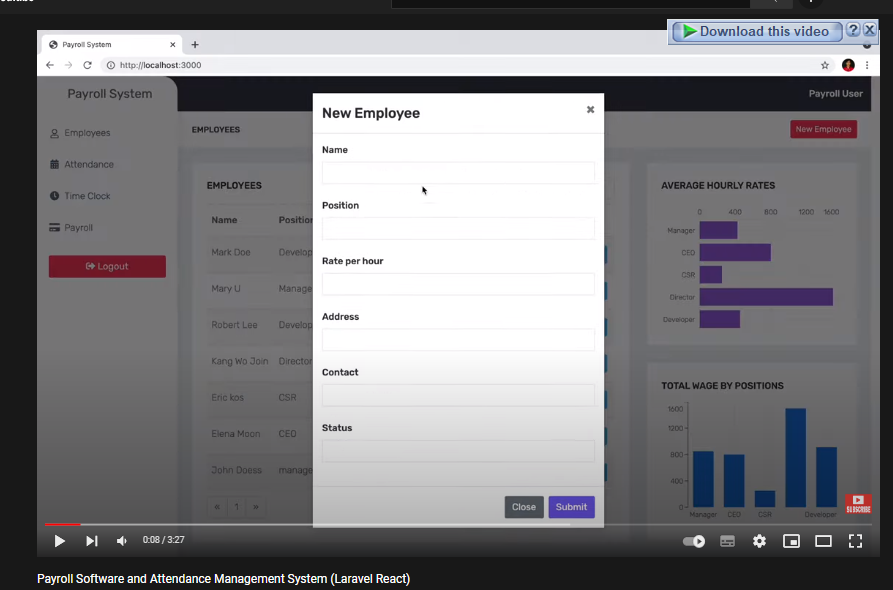 Download this video
?
X
Payroll System
http://localhost:3000
Payroll System
Payroll User
Employees
Attendance
Time Clock
Payroll
Logout
EMPLOYEES
New Employee
EMPLOYEES
Name
Position
Mark Doe
Develop
Mary U
Manage
Robert Lee
Develop
Kang Wo Join
Director
Eric kos
CSR
Elena Moon
CEO
John Doess
manage
« 1 »
New Employee
×
Name
Position
Rate per hour
Address
Contact
Status
Close
Submit
AVERAGE HOURLY RATES
0 400 800 1200 1600
Manager
CEO
CSR
Director
Developer
TOTAL WAGE BY POSITIONS
1600
1200
800
400
0
Manager CEO CSR Developer
SUBSCRIBE
0:08 / 3:27
Payroll Software and Attendance Management System (Laravel React)